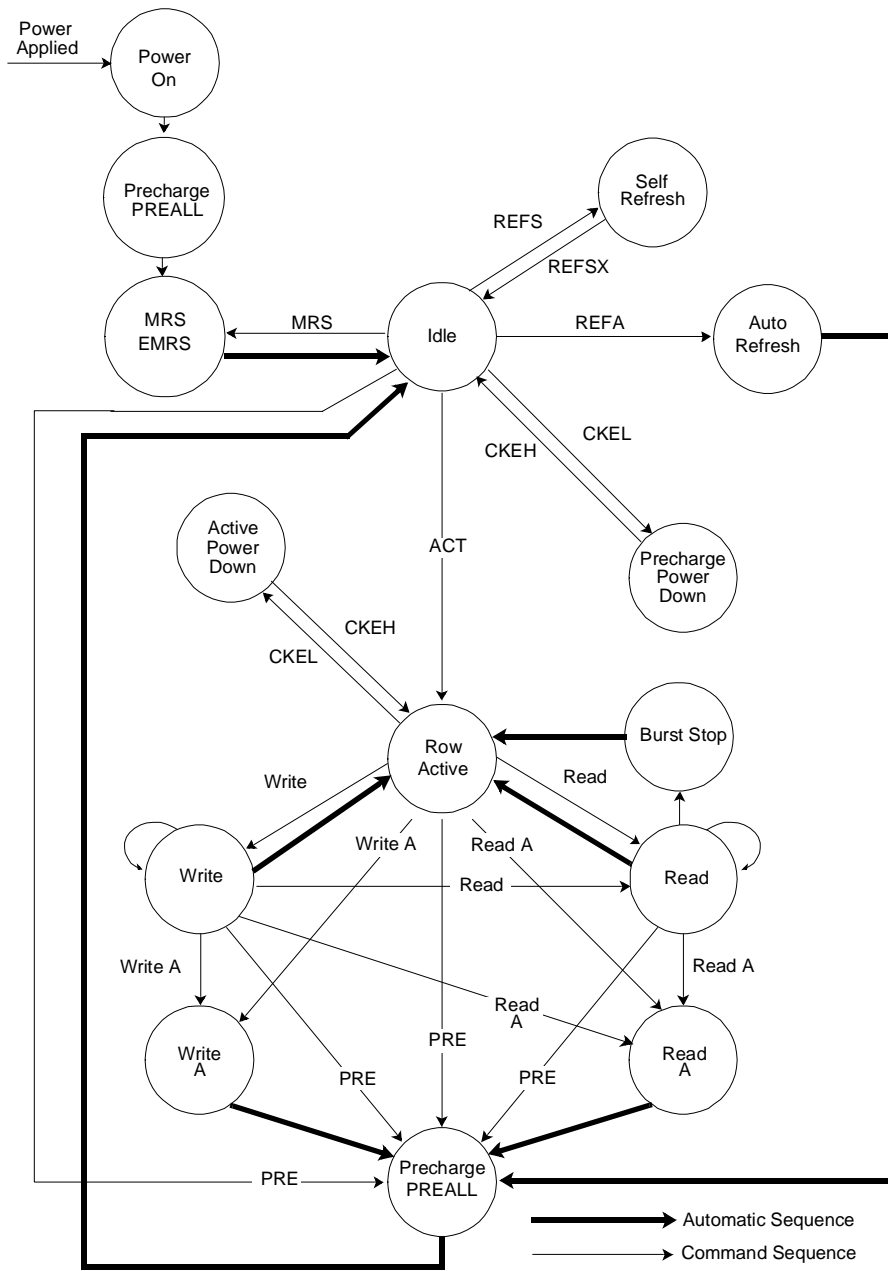 Power
Applied
Power
On
Precharge
PREALL
Self
Refresh
REFS
REFSX
MRS
EMRS
MRS
Idle
REFA
Auto
Refresh
CKEL
CKEH
Active
Power
Down
ACT
Precharge
Power
Down
CKEH
CKEL
Row
Active
Burst Stop
Write
Read
Write A
Read A
Write
Read
Read
Write A
Read A
Read
A
Write
A
PRE
Read
A
PRE
PRE
PRE
Precharge
PREALL
Automatic Sequence
Command Sequence